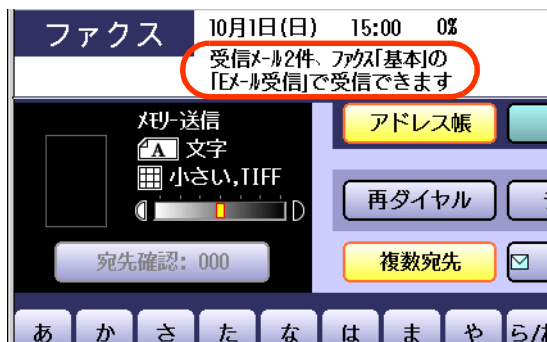 ファクス
10月1日(日) 15:00 0%
受信メール2件、ファクス「基本」の
「Eメール受信」で受信できます
メモリー送信
アドレス帳
A 文字
小さい,TIFF
再ダイヤル
宛先確認: 000
複数宛先
あ か さ た な は ま や ら/